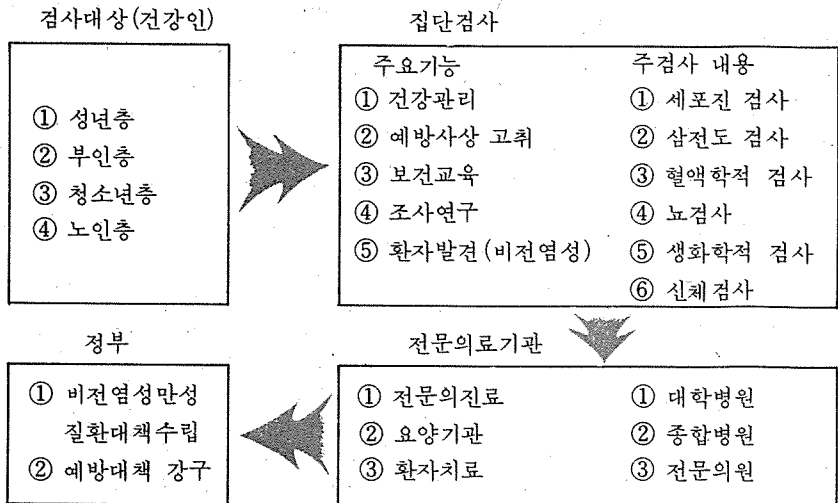 검사대상(건강인)
① 성년층
② 부인층
③ 청소년층
④ 노인층
집단검사
주요기능
① 건강관리
② 예방사상 고취
③ 보건교육
④ 조사연구
⑤ 환자발견(비전염성)
주검사 내용
① 세포진 검사
② 삼전도 검사
③ 혈액학적 검사
④ 뇨검사
⑤ 생화학적 검사
⑥ 신체검사
전문의료기관
① 전문의진료
② 요양기관
③ 환자치료
① 대학병원
② 종합병원
③ 전문의원
정부
① 비전염성만성
질환대책수립
② 예방대책 강구